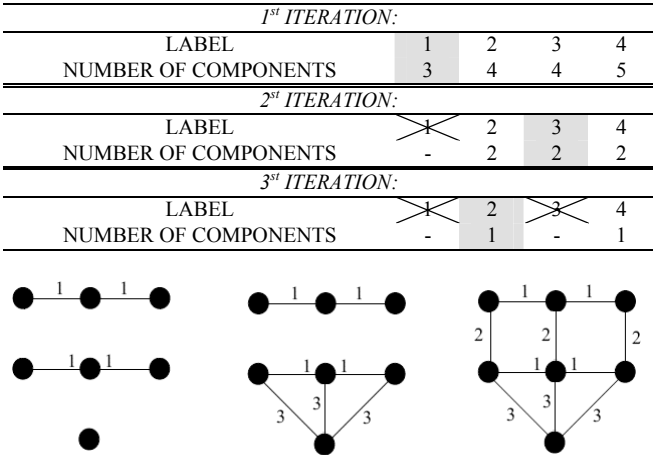 1st ITERATION:
LABEL 1 2 3 4
NUMBER OF COMPONENTS 3 4 4 5
2st ITERATION:
LABEL 1 2 3 4
NUMBER OF COMPONENTS - 2 2 2
3st ITERATION:
LABEL 1 2 3 4
NUMBER OF COMPONENTS - 1 - 1
1 1 1 1 1 1
2 2 2
1 1 1 1 1 1
3 3 3 3 3 3